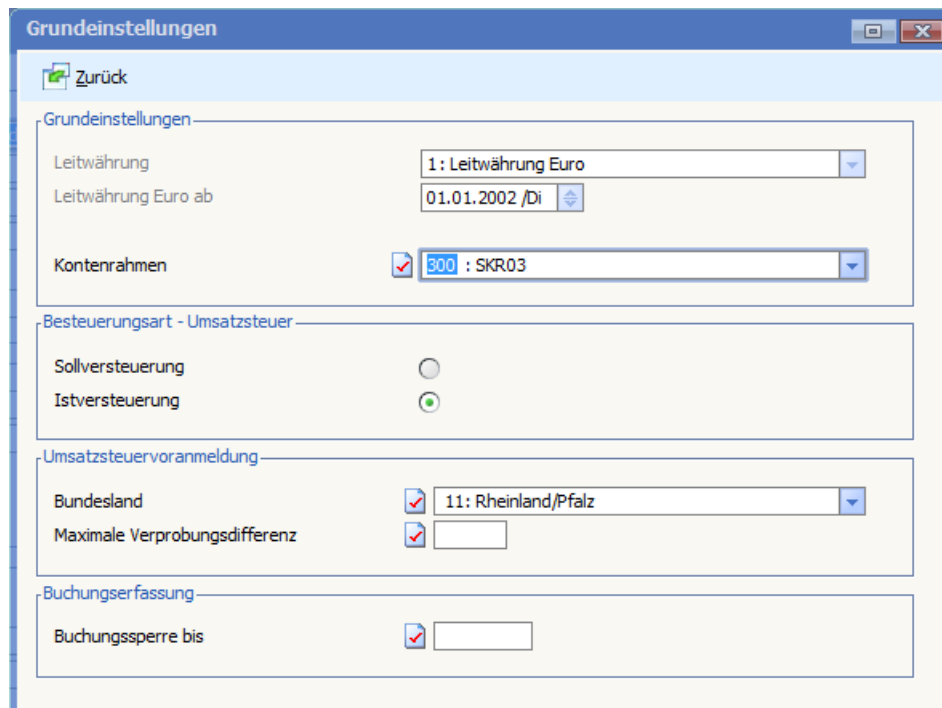 Grundeinstellungen
Zurück
Grundeinstellungen
Leitwährung 1: Leitwährung Euro
Leitwährung Euro ab 01.01.2002 /Di
Kontenrahmen 300 : SKR03
Besteuerungsart - Umsatzsteuer
Sollversteuerung
Istversteuerung
Umsatzsteuervoranmeldung
Bundesland 11: Rheinland/Pfalz
Maximale Verprobungsdifferenz
Buchungserfassung
Buchungssperre bis